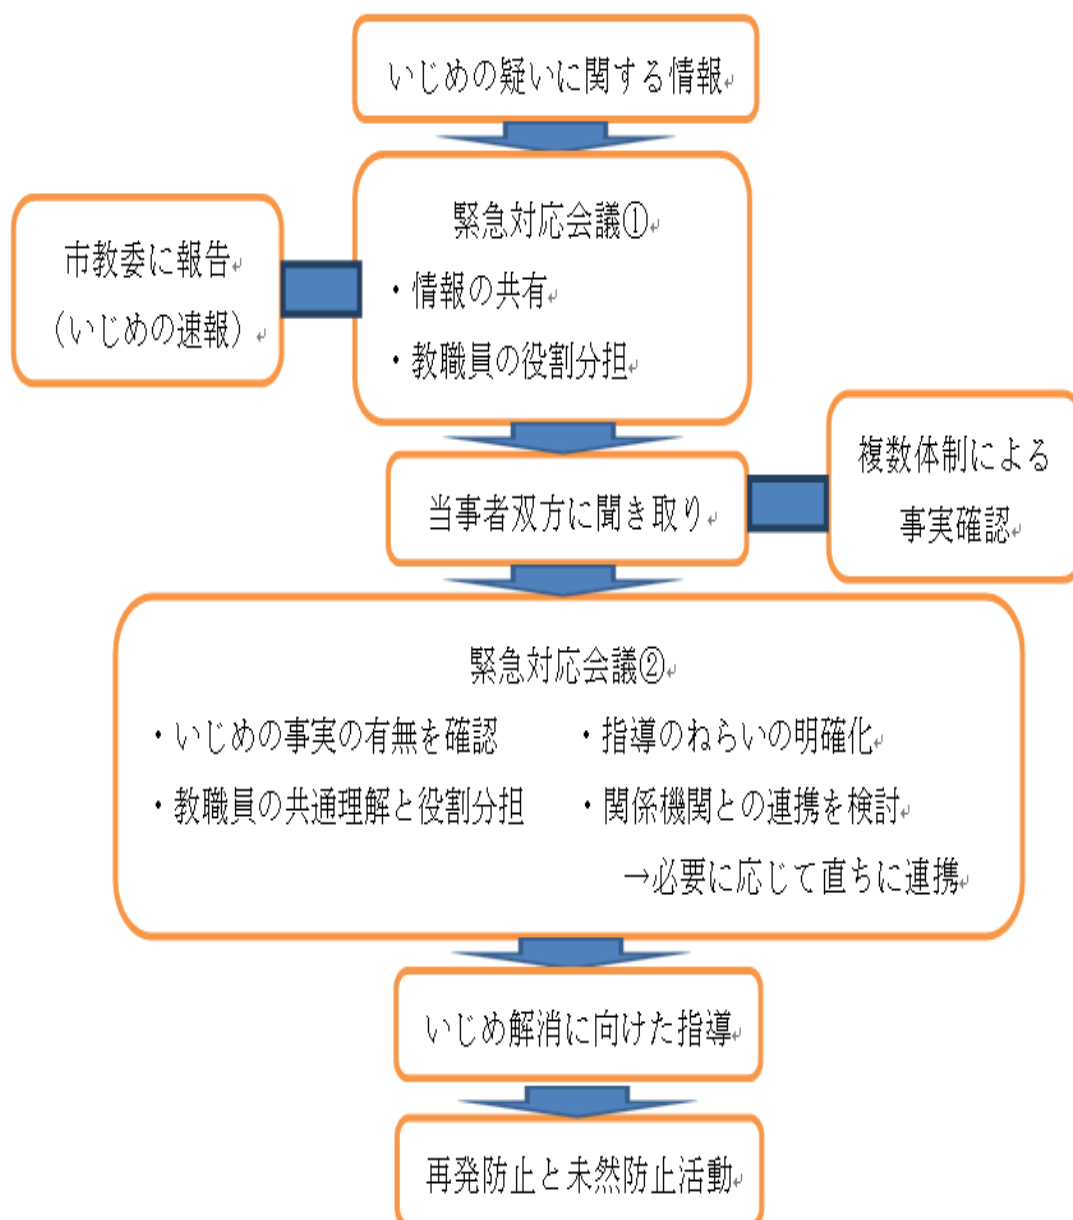 いじめの疑いに関する情報
緊急対応会議①
・情報の共有
・教職員の役割分担
市教委に報告
（いじめの速報）
当事者双方に聞き取り
複数体制による
事実確認
緊急対応会議②
・いじめの事実の有無を確認　　・指導のねらいの明確化
・教職員の共通理解と役割分担　・関係機関との連携を検討
→必要に応じて直ちに連携
いじめ解消に向けた指導
再発防止と未然防止活動